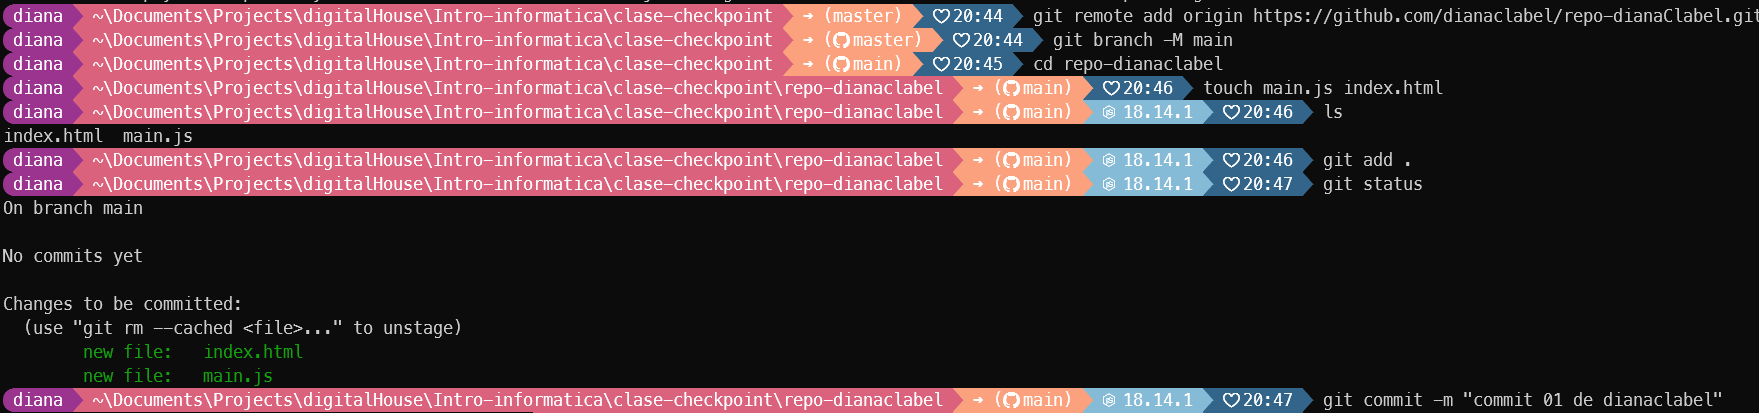 diana ~\Documents\Projects\digitalHouse\Intro-informatica\clase-checkpoint ➜ (master) ♡20:44 git remote add origin https://github.com/dianaclabel/repo-dianaClabel.git
diana ~\Documents\Projects\digitalHouse\Intro-informatica\clase-checkpoint ➜ (master) ♡20:44 git branch -M main
diana ~\Documents\Projects\digitalHouse\Intro-informatica\clase-checkpoint ➜ (main) ♡20:45 cd repo-dianaclabel
diana ~\Documents\Projects\digitalHouse\Intro-informatica\clase-checkpoint\repo-dianaclabel ➜ (main) ♡20:46 touch main.js index.html
diana ~\Documents\Projects\digitalHouse\Intro-informatica\clase-checkpoint\repo-dianaclabel ➜ (main) 18.14.1 ♡20:46 ls
index.html  main.js
diana ~\Documents\Projects\digitalHouse\Intro-informatica\clase-checkpoint\repo-dianaclabel ➜ (main) 18.14.1 ♡20:46 git add .
diana ~\Documents\Projects\digitalHouse\Intro-informatica\clase-checkpoint\repo-dianaclabel ➜ (main) 18.14.1 ♡20:47 git status
On branch main
No commits yet
Changes to be committed:
(use "git rm --cached <file>..." to unstage)
new file:   index.html
new file:   main.js
diana ~\Documents\Projects\digitalHouse\Intro-informatica\clase-checkpoint\repo-dianaclabel ➜ (main) 18.14.1 ♡20:47 git commit -m "commit 01 de dianaclabel"